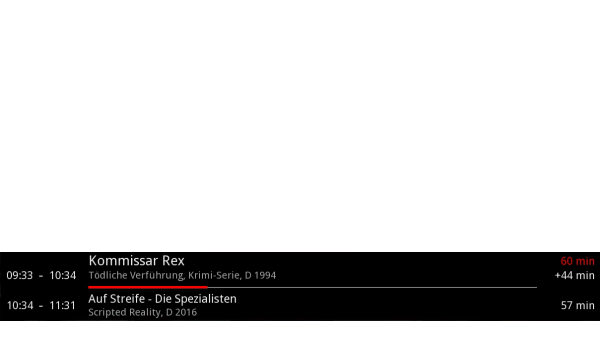 Kommissar Rex 60 min
09:33 - 10:34 Tödliche Verführung, Krimi-Serie, D 1994 +44 min
Auf Streife - Die Spezialisten
10:34 - 11:31 57 min
Scripted Reality, D 2016